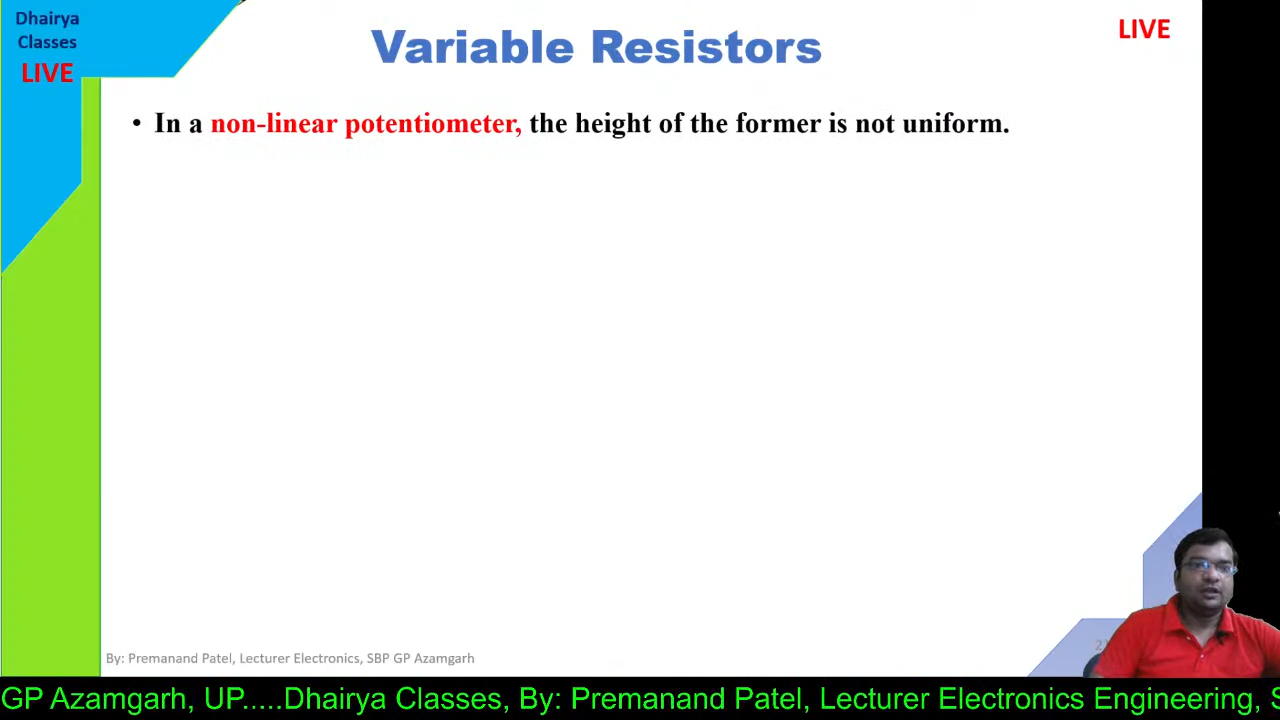 Dhairya
Classes
LIVE
Variable Resistors
LIVE
• In a non-linear potentiometer, the height of the former is not uniform.
By: Premanand Patel, Lecturer Electronics, SBP GP Azamgarh
GP Azamgarh, UP.....Dhairya Classes, By: Premanand Patel, Lecturer Electronics Engineering, S